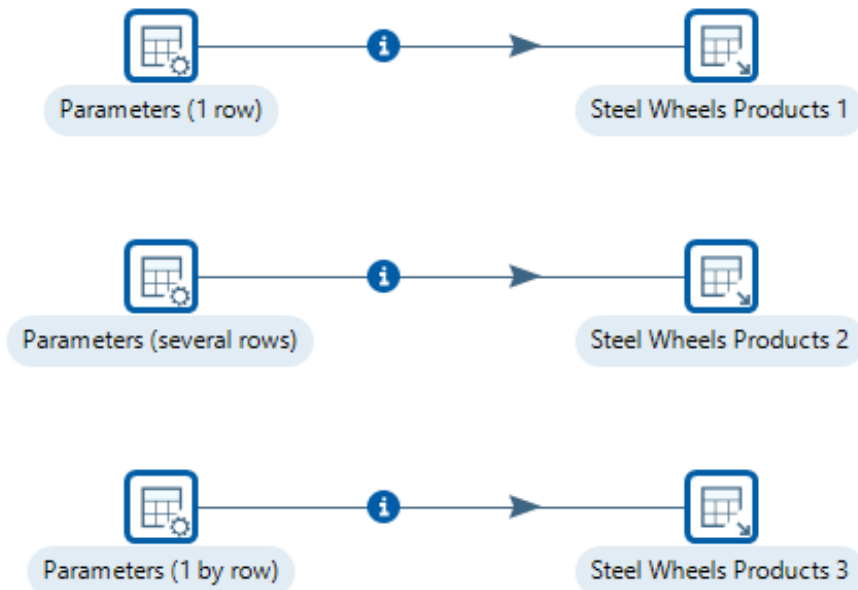 Parameters (1 row)
Steel Wheels Products 1
Parameters (several rows)
Steel Wheels Products 2
Parameters (1 by row)
Steel Wheels Products 3